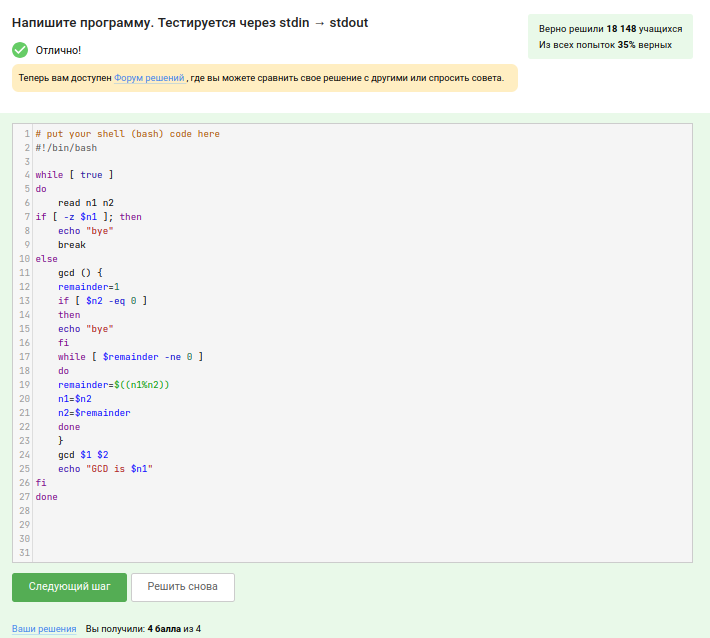 Напишите программу. Тестируется через stdin → stdout
Верно решили 18 148 учащихся
Из всех попыток 35% верных
Отлично!
Теперь вам доступен Форум решений , где вы можете сравнить свое решение с другими или спросить совета.
1 # put your shell (bash) code here
2 #!/bin/bash
3
4 while [ true ]
5 do
6     read n1 n2
7 if [ -z $n1 ]; then
8     echo "bye"
9     break
10 else
11     gcd () {
12     remainder=1
13     if [ $n2 -eq 0 ]
14     then
15     echo "bye"
16     fi
17     while [ $remainder -ne 0 ]
18     do
19     remainder=$((n1%n2))
20     n1=$n2
21     n2=$remainder
22     done
23     }
24     gcd $1 $2
25     echo "GCD is $n1"
26 fi
27 done
28
29
30
31
Следующий шаг
Решить снова
Ваши решения Вы получили: 4 балла из 4